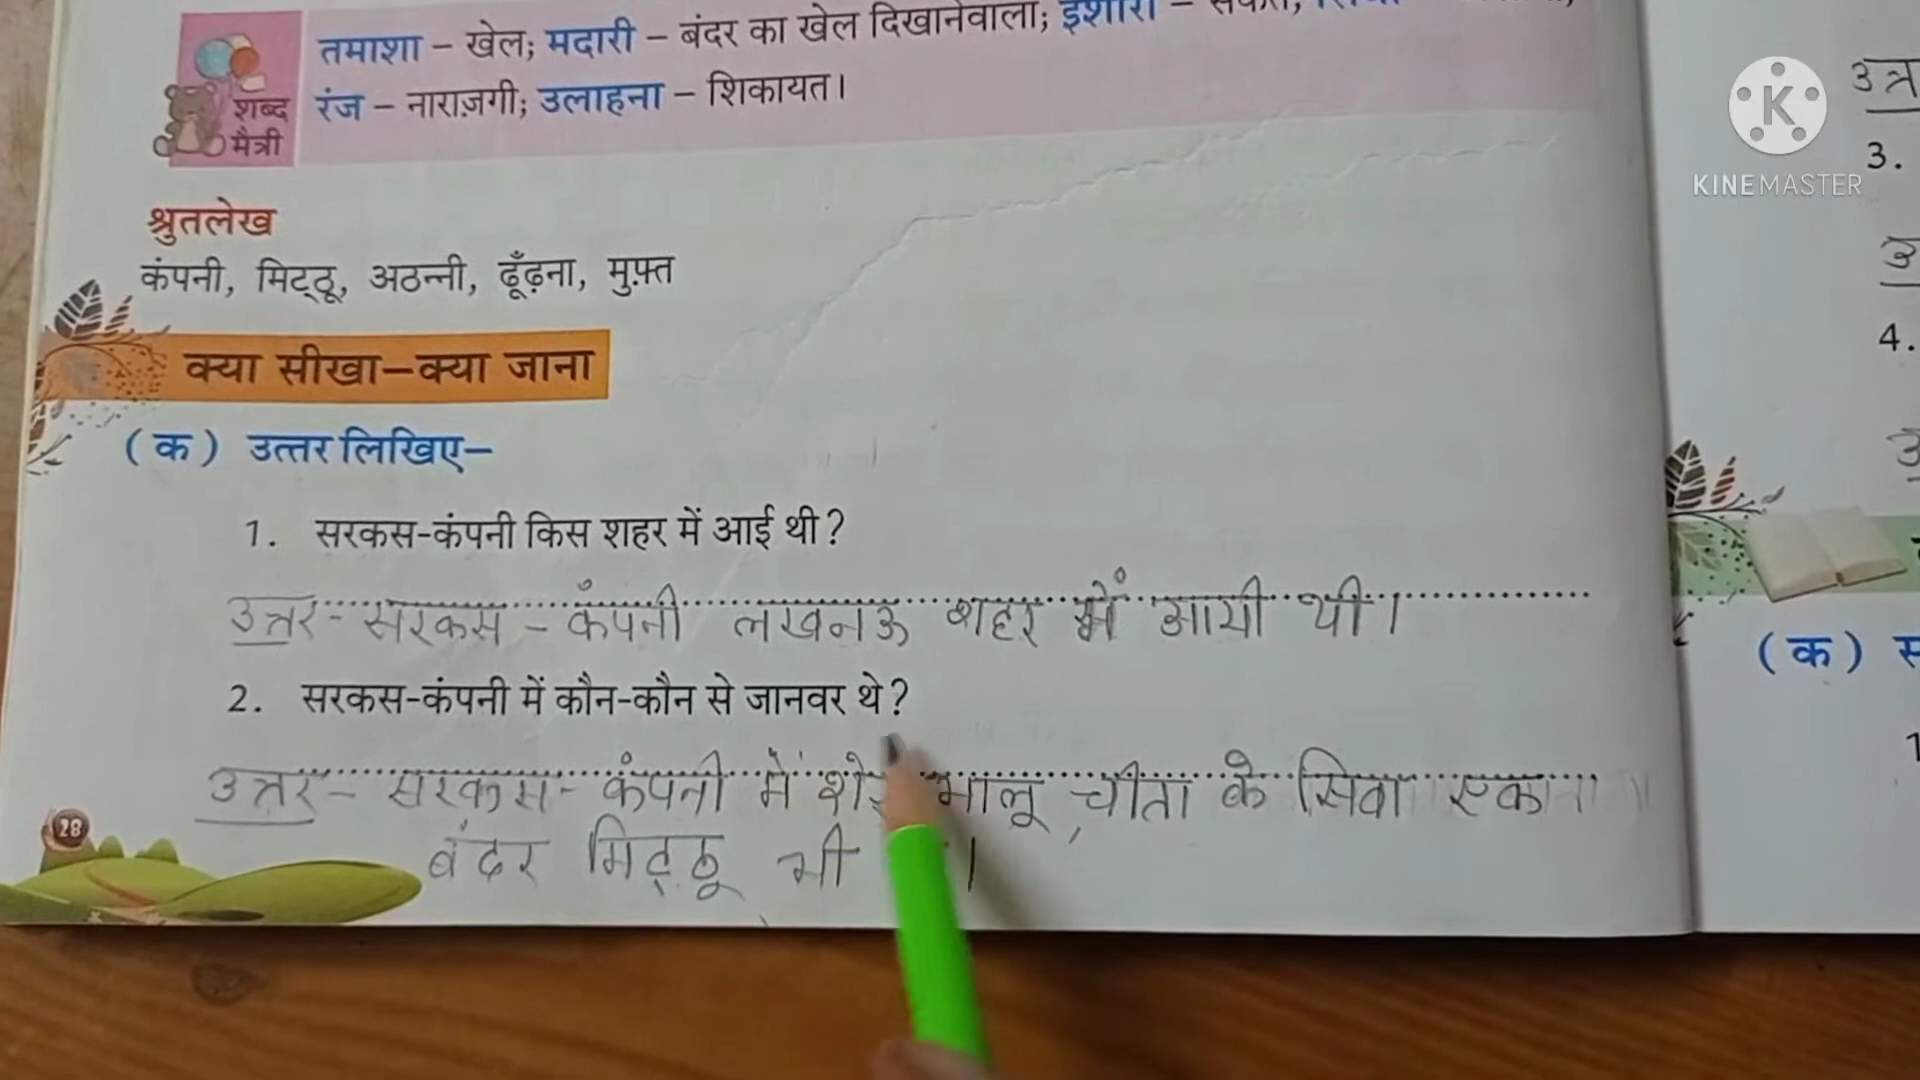 तमाशा – खेल; मदारी – बंदर का खेल दिखानेवाला; इशारा –
रंज – नाराज़गी; उलाहना – शिकायत।
शब्द
मैत्री
श्रुतलेख
कंपनी, मिट्ठू, अठन्नी, ढूँढ़ना, मुफ़्त
क्या सीखा–क्या जाना
(क) उत्तर लिखिए–
1. सरकस-कंपनी किस शहर में आई थी?
उत्तर - सरकस - कंपनी लखनऊ शहर में आयी थी।
2. सरकस-कंपनी में कौन-कौन से जानवर थे?
उत्तर - सरकस - कंपनी में शेर भालू, चीता के सिवा एक
बंदर मिट्ठू भी ।
28
K
KINEMASTER
3.
4.
(क)
1